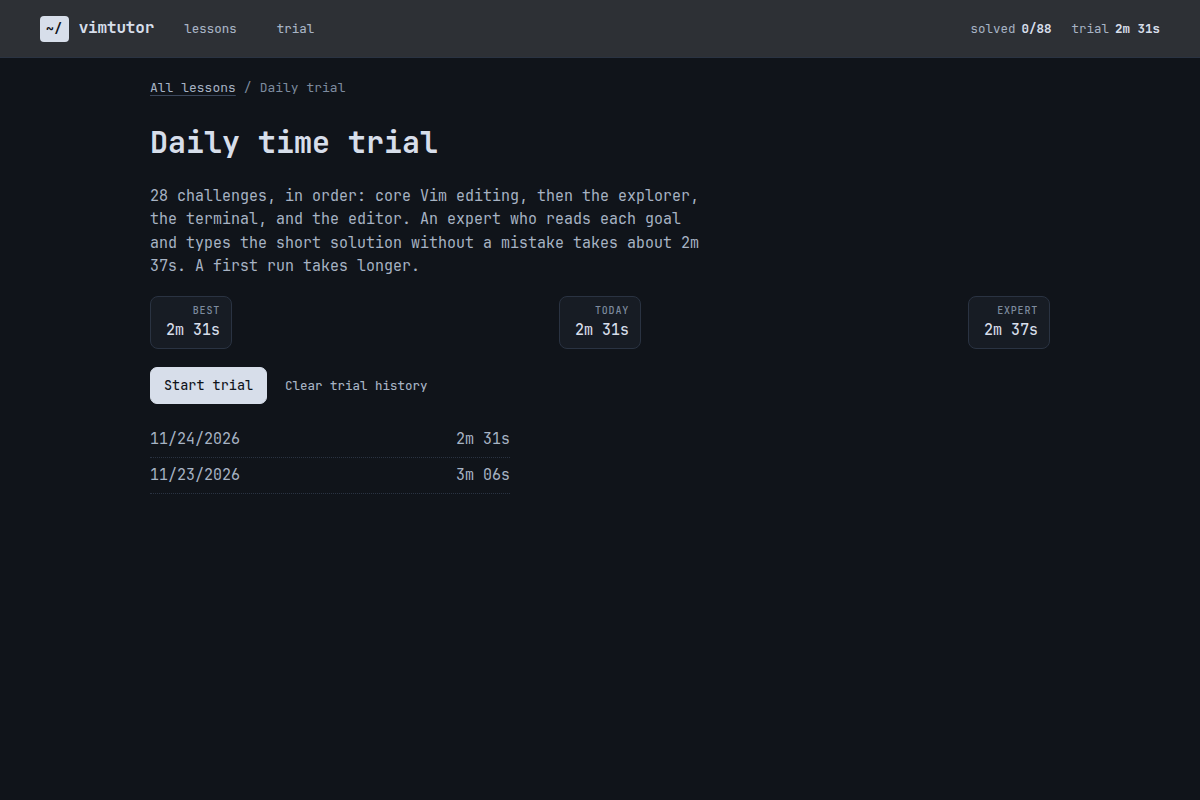 ~/ vimtutor lessons trial solved 0/88 trial 2m 31s
All lessons / Daily trial
Daily time trial
28 challenges, in order: core Vim editing, then the explorer,
the terminal, and the editor. An expert who reads each goal
and types the short solution without a mistake takes about 2m
37s. A first run takes longer.
BEST
2m 31s
TODAY
2m 31s
EXPERT
2m 37s
Start trial Clear trial history
11/24/2026 2m 31s
11/23/2026 3m 06s